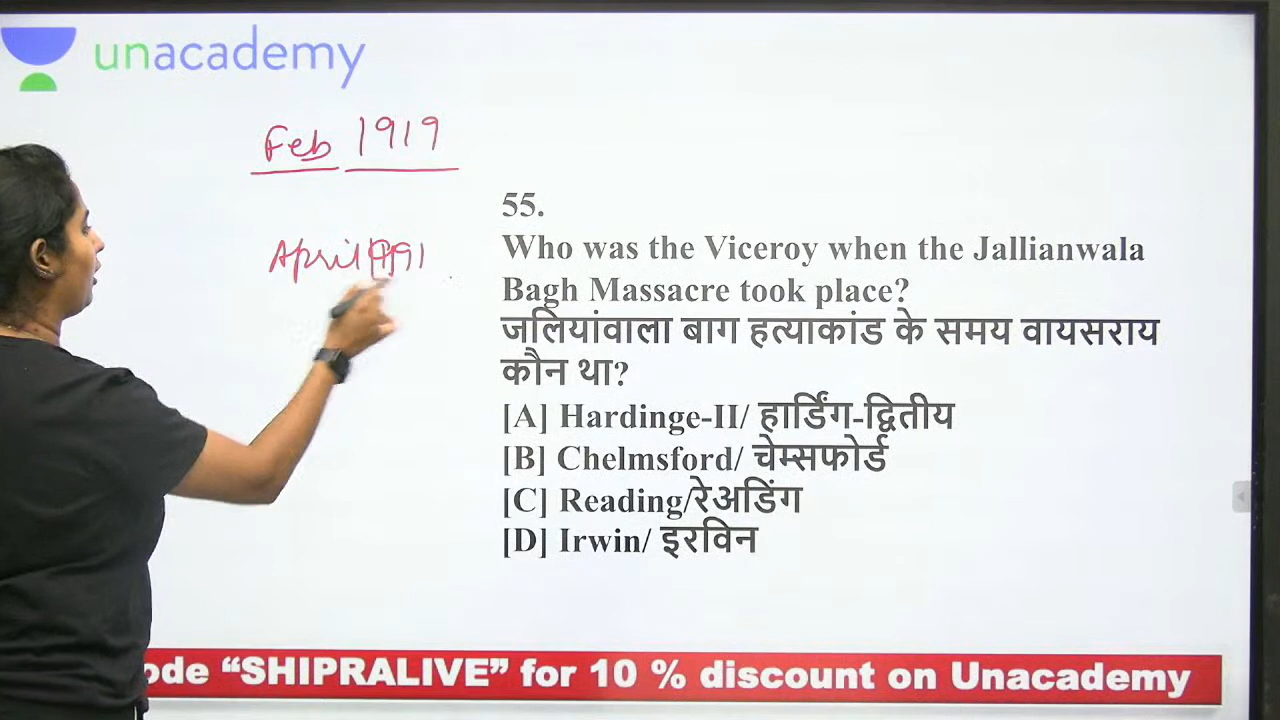 unacademy
Feb 1919
April
55.
Who was the Viceroy when the Jallianwala
Bagh Massacre took place?
जलियांवाला बाग हत्याकांड के समय वायसराय
कौन था?
[A] Hardinge-II/ हार्डिंग-द्वितीय
[B] Chelmsford/ चेम्सफोर्ड
[C] Reading/रेअडिंग
[D] Irwin/ इरविन
ode “SHIPRALIVE” for 10 % discount on Unacademy